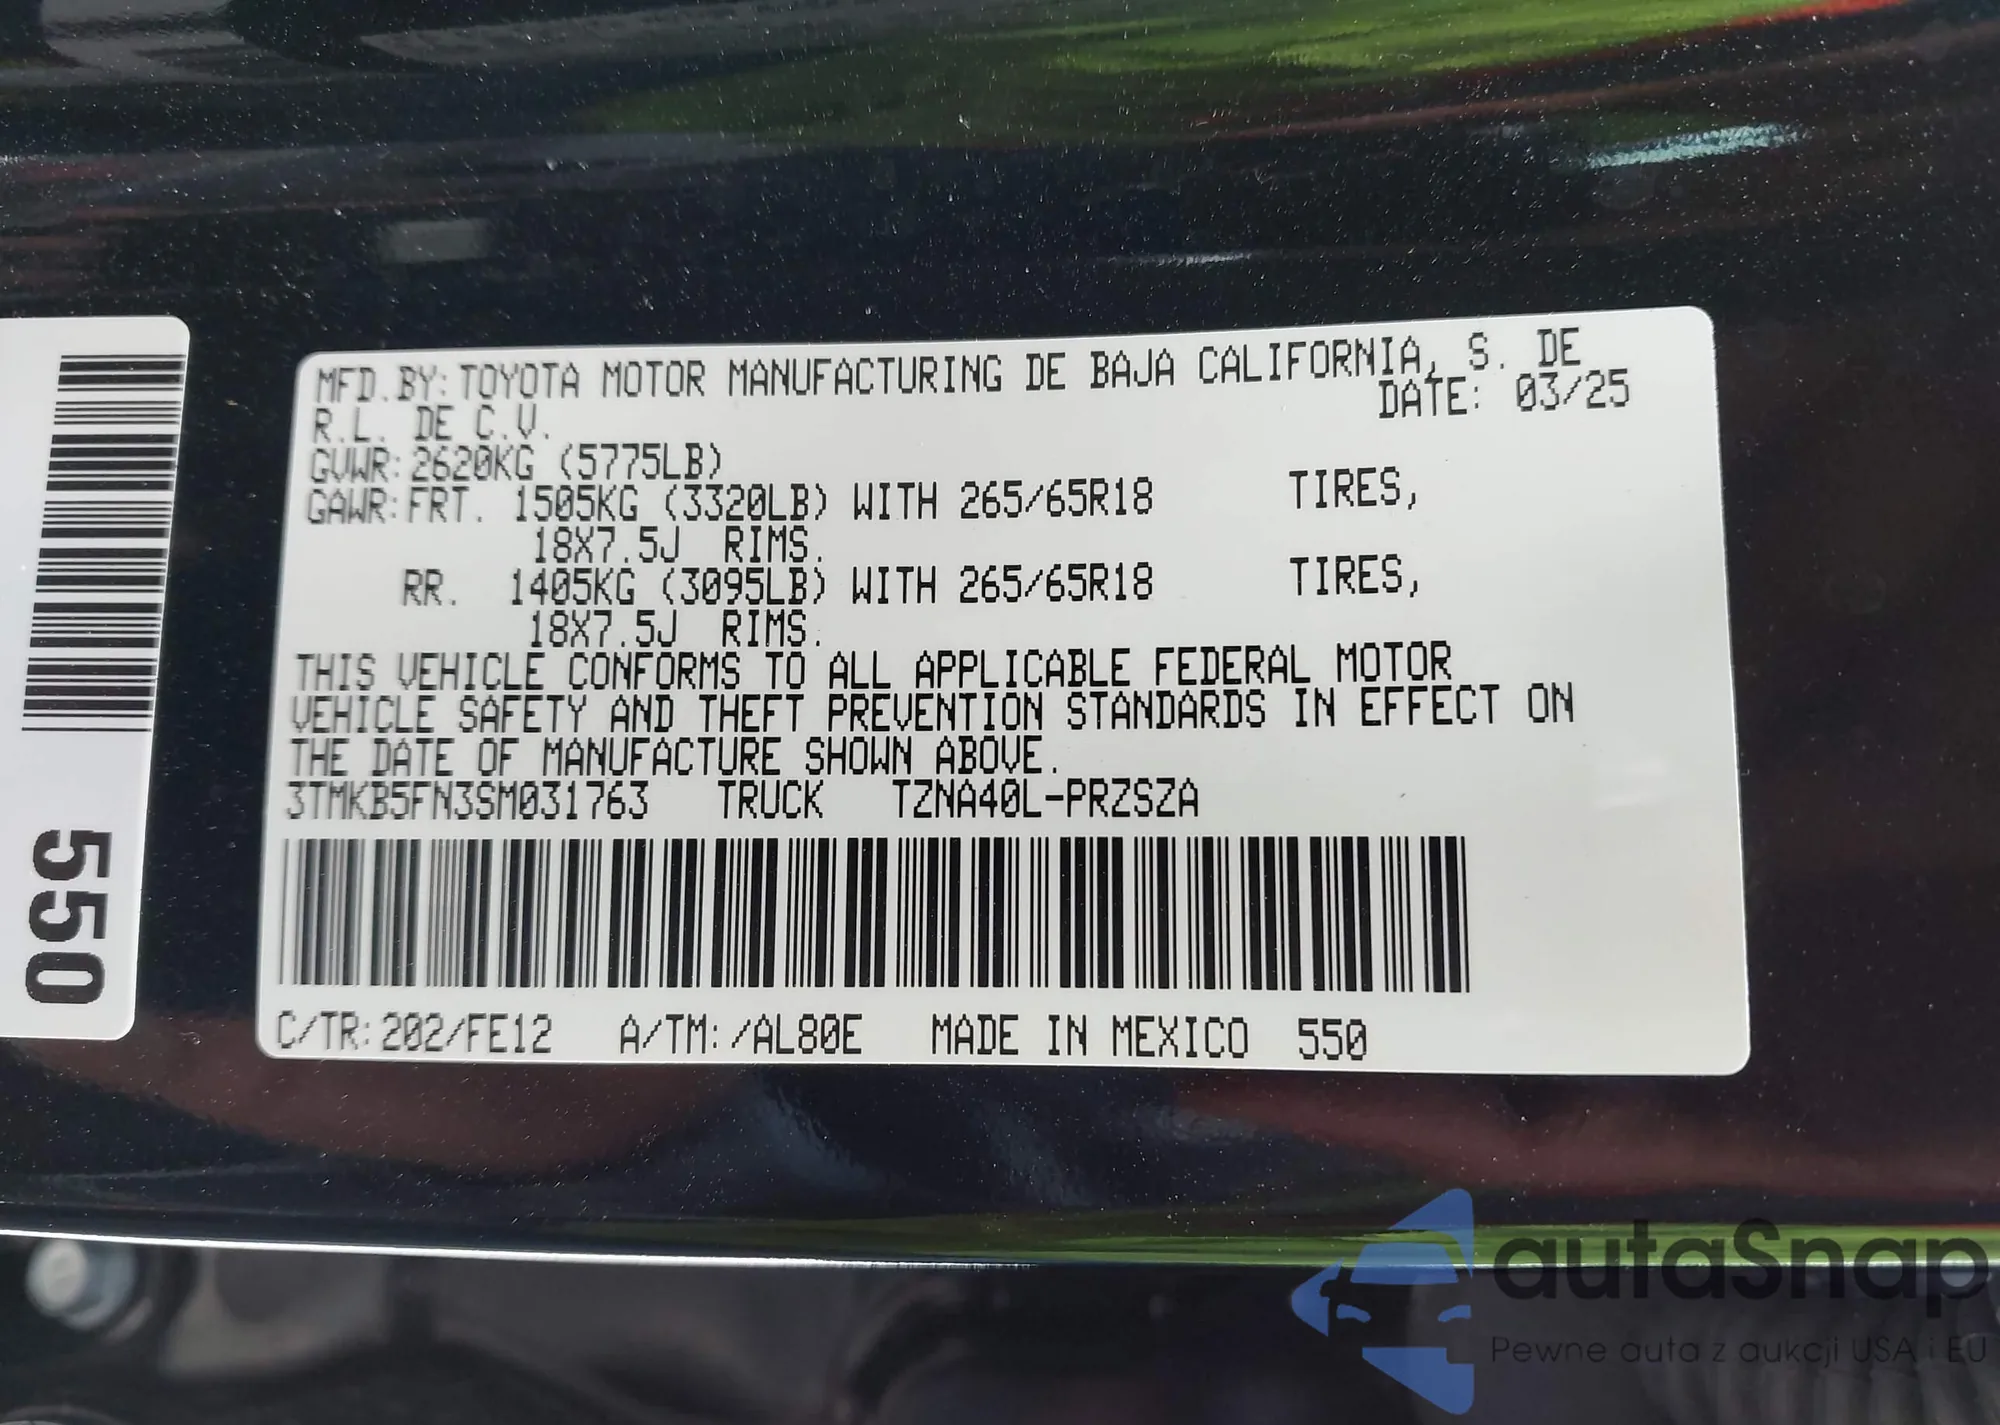 MFD.BY:TOYOTA MOTOR MANUFACTURING DE BAJA CALIFORNIA, S. DE
R.L. DE C.V.
DATE: 03/25
GVWR:2620KG (5775LB)
GAWR:FRT. 1505KG (3320LB) WITH 265/65R18 TIRES,
18X7.5J RIMS.
RR. 1405KG (3095LB) WITH 265/65R18 TIRES,
18X7.5J RIMS.
THIS VEHICLE CONFORMS TO ALL APPLICABLE FEDERAL MOTOR
VEHICLE SAFETY AND THEFT PREVENTION STANDARDS IN EFFECT ON
THE DATE OF MANUFACTURE SHOWN ABOVE.
3TMKB5FN3SM031763 TRUCK TZNA40L-PRZSZA
C/TR:202/FE12 A/TM:/AL80E MADE IN MEXICO 550
550
autaSnap
Pewne auta z aukcji USA i EU